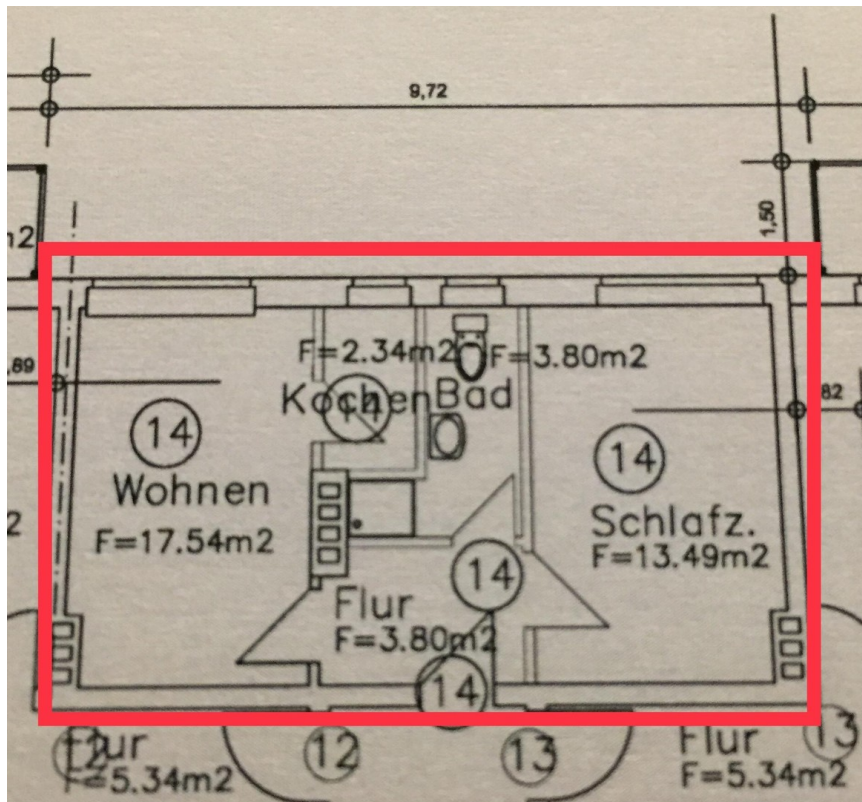 9,72
1,50
m2
,89
82
F=2.34m2
F=3.80m2
Kochen
Bad
14
14
14
Wohnen
F=17.54m2
Schlafz.
F=13.49m2
14
Flur
F=3.80m2
14
2
12
Flur
F=5.34m2
12
13
Flur
F=5.34m2
13